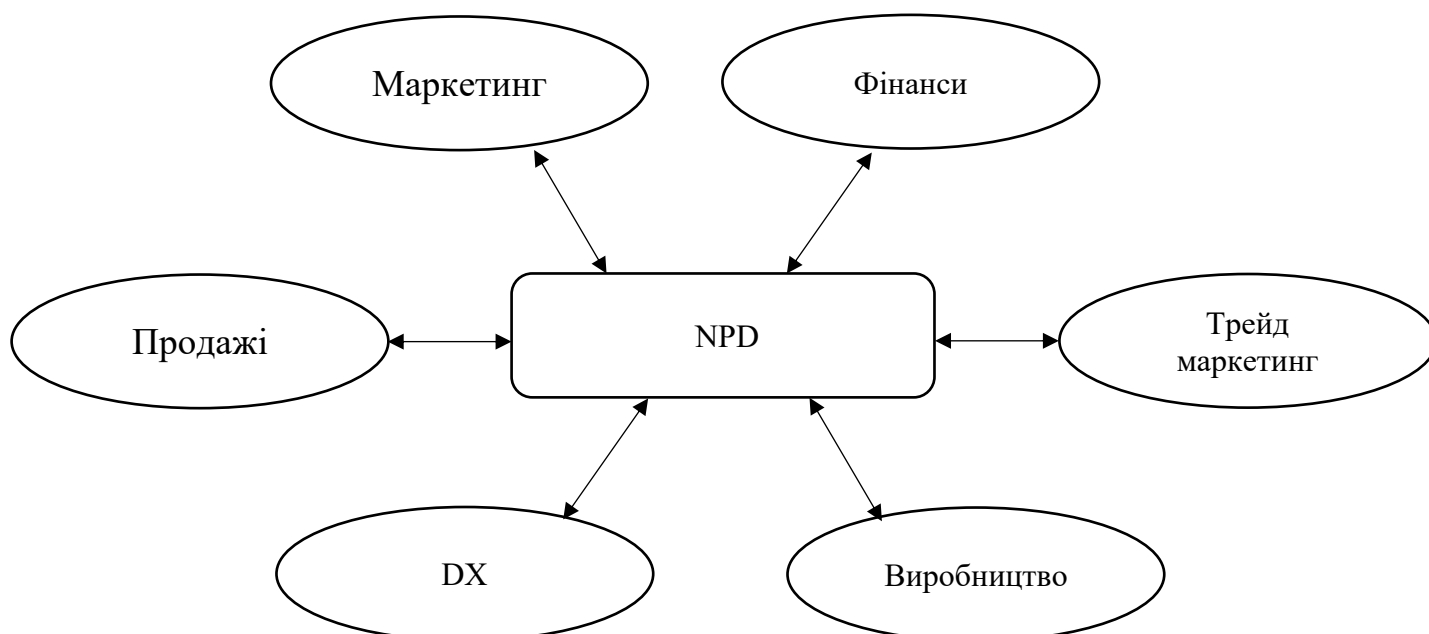 Маркетинг
Фінанси
Продажі
NPD
Трейд
маркетинг
DX
Виробництво